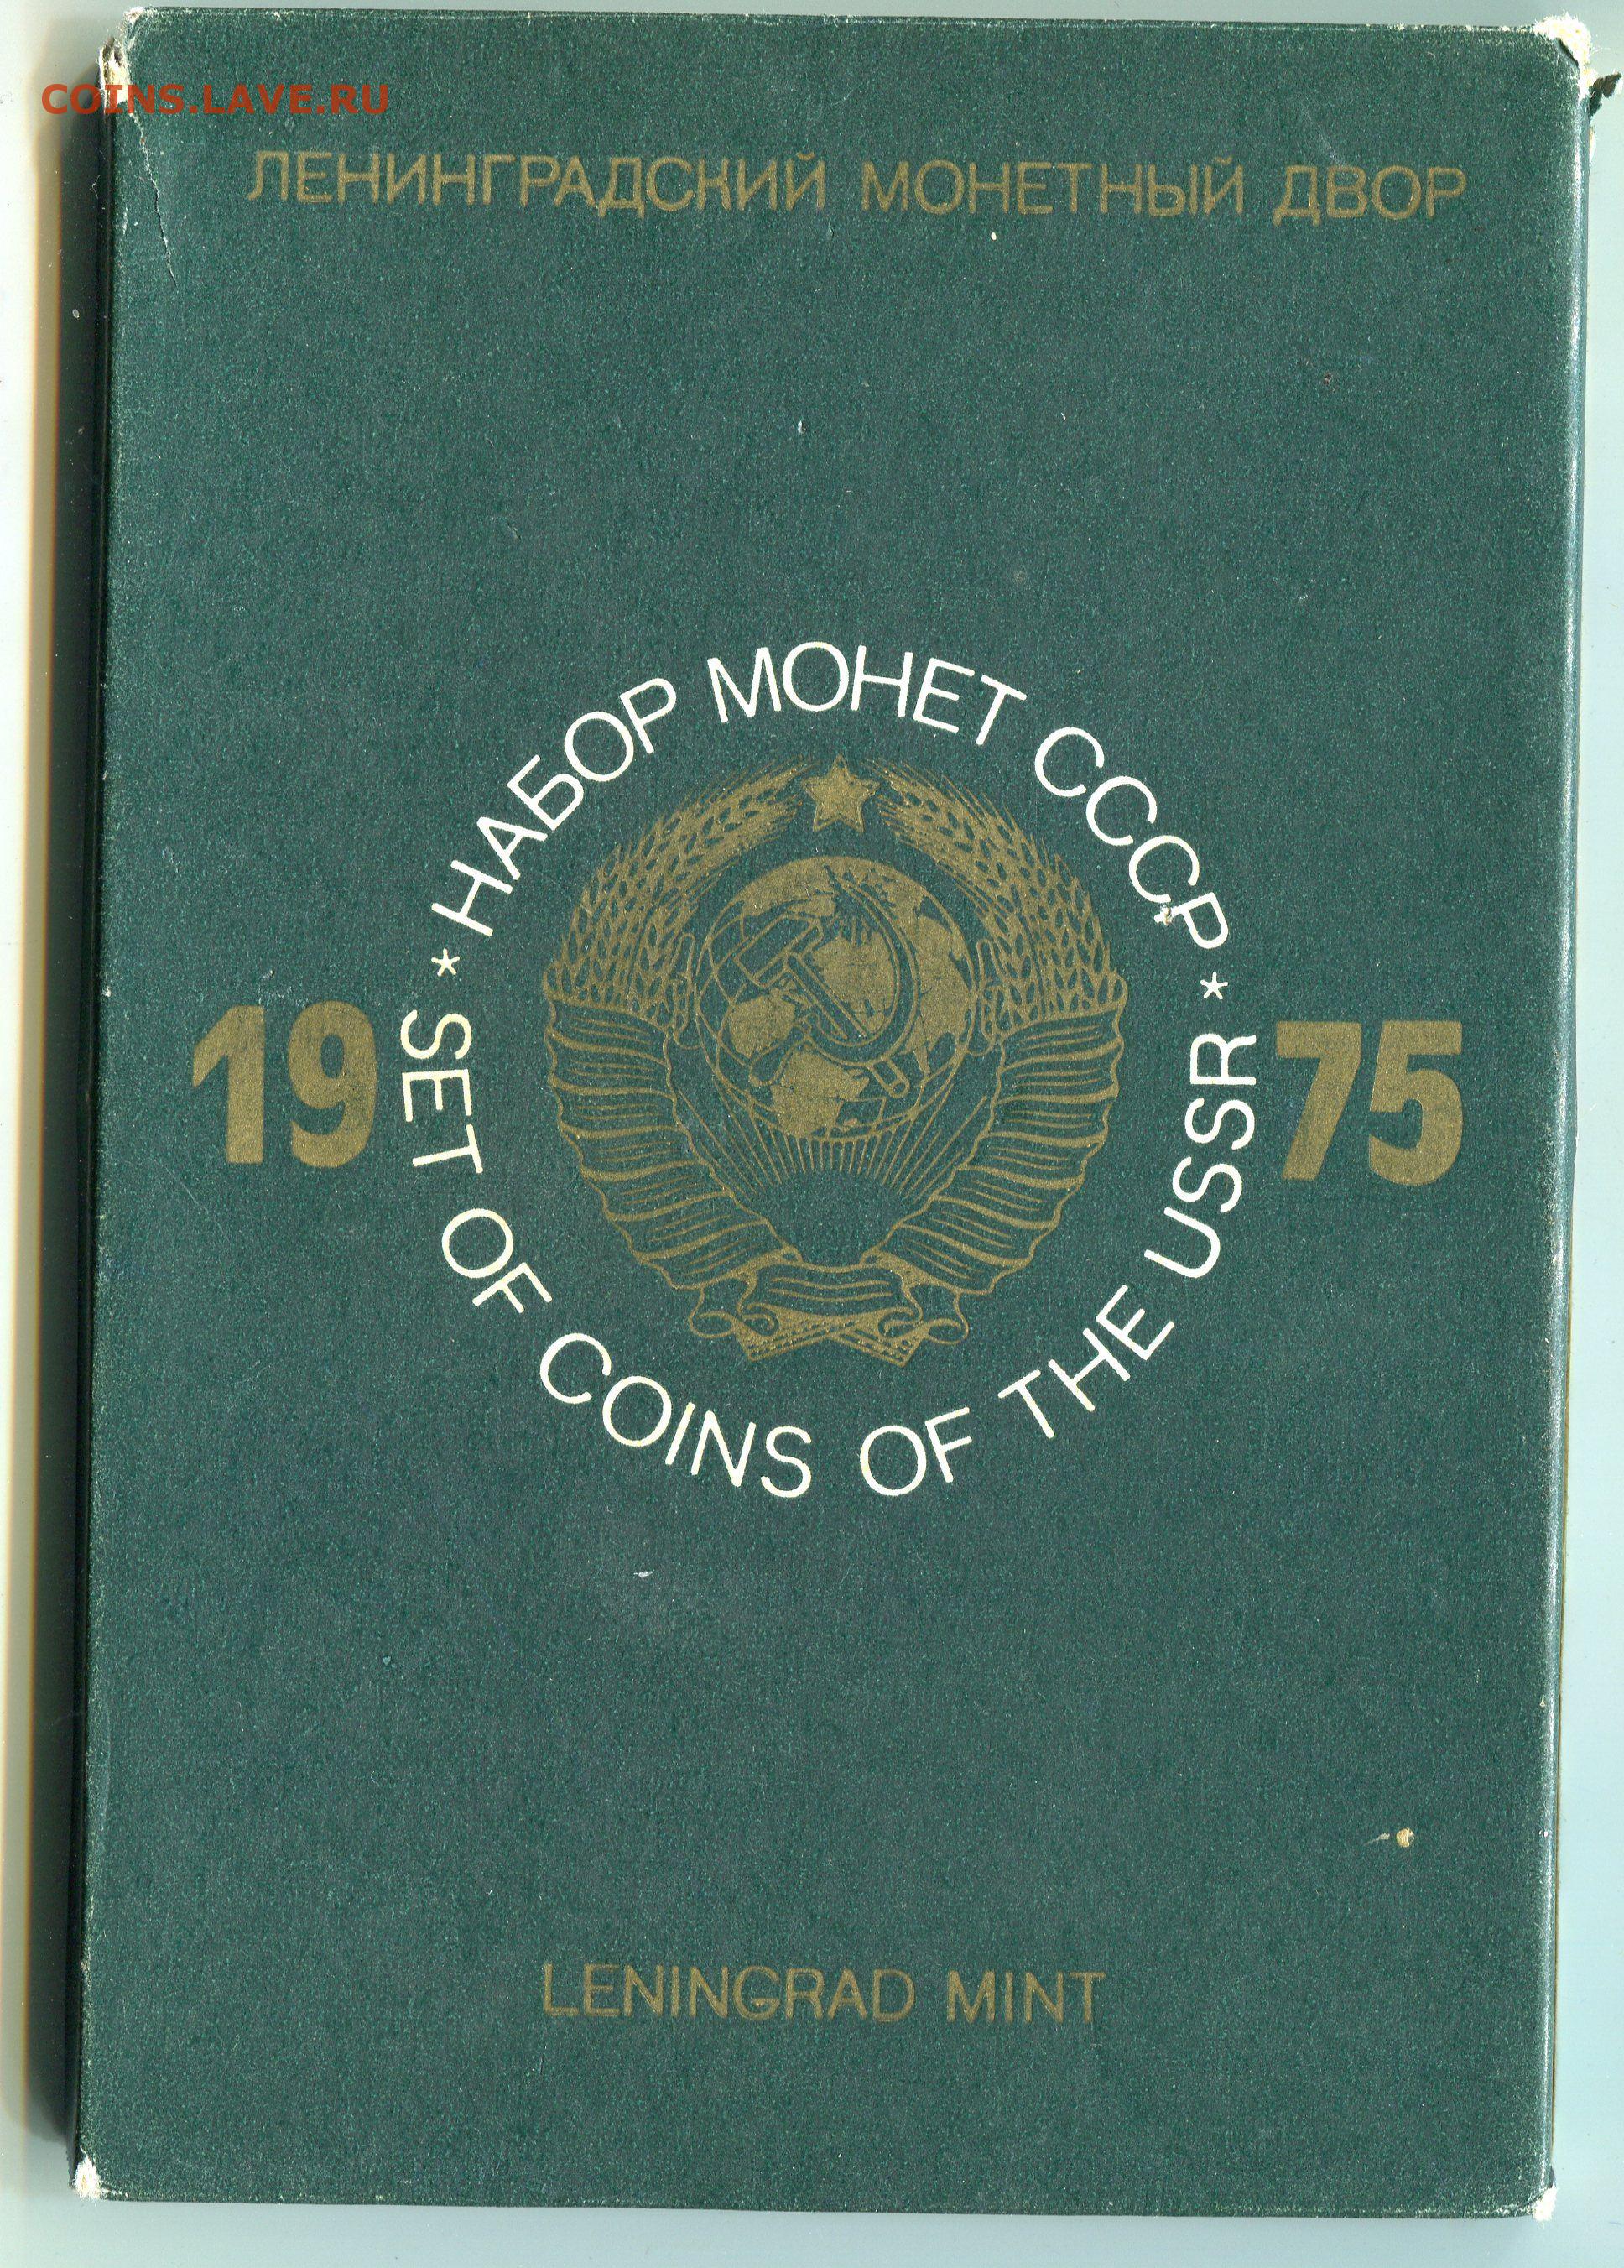 COINS.LAVE.RU
ЛЕНИНГРАДСКИЙ МОНЕТНЫЙ ДВОР
* НАБОР МОНЕТ СССР *
19 75
SET OF COINS OF THE USSR
LENINGRAD MINT